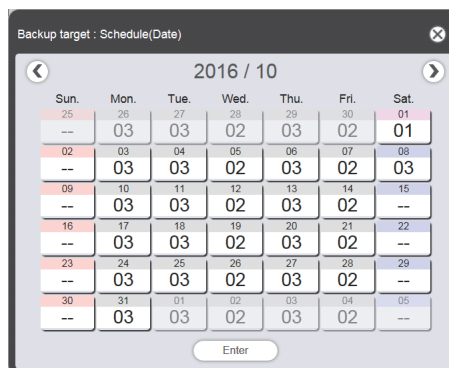 Backup target : Schedule(Date)
2016 / 10
Sun. Mon. Tue. Wed. Thu. Fri. Sat.
25 26 27 28 29 30 01
-- 03 03 02 03 02 01
02 03 04 05 06 07 08
-- 03 03 02 03 02 03
09 10 11 12 13 14 15
-- 03 03 02 03 02 --
16 17 18 19 20 21 22
-- 03 03 02 03 02 --
23 24 25 26 27 28 29
-- 03 03 02 03 02 --
30 31 01 02 03 04 05
-- 03 03 02 03 02 --
Enter